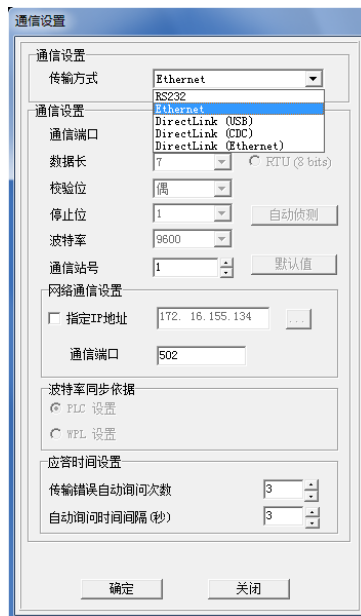 通信设置
通信设置
传输方式 Ethernet
RS232
Ethernet
DirectLink (USB)
DirectLink (CDC)
DirectLink (Ethernet)
通信设置
通信端口
数据长 7 RTU (8 bits)
校验位 偶
停止位 1 自动侦测
波特率 9600
通信站号 1 默认值
网络通信设置
指定IP地址 172. 16.155.134 ...
通信端口 502
波特率同步依据
PLC 设置
WPL 设置
应答时间设置
传输错误自动询问次数 3
自动询问时间间隔(秒) 3
确定 关闭